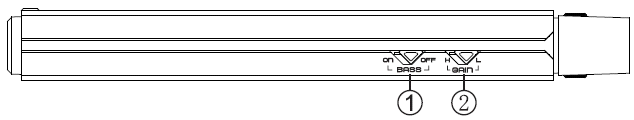 ON OFF H L
BASS GAIN
① ②